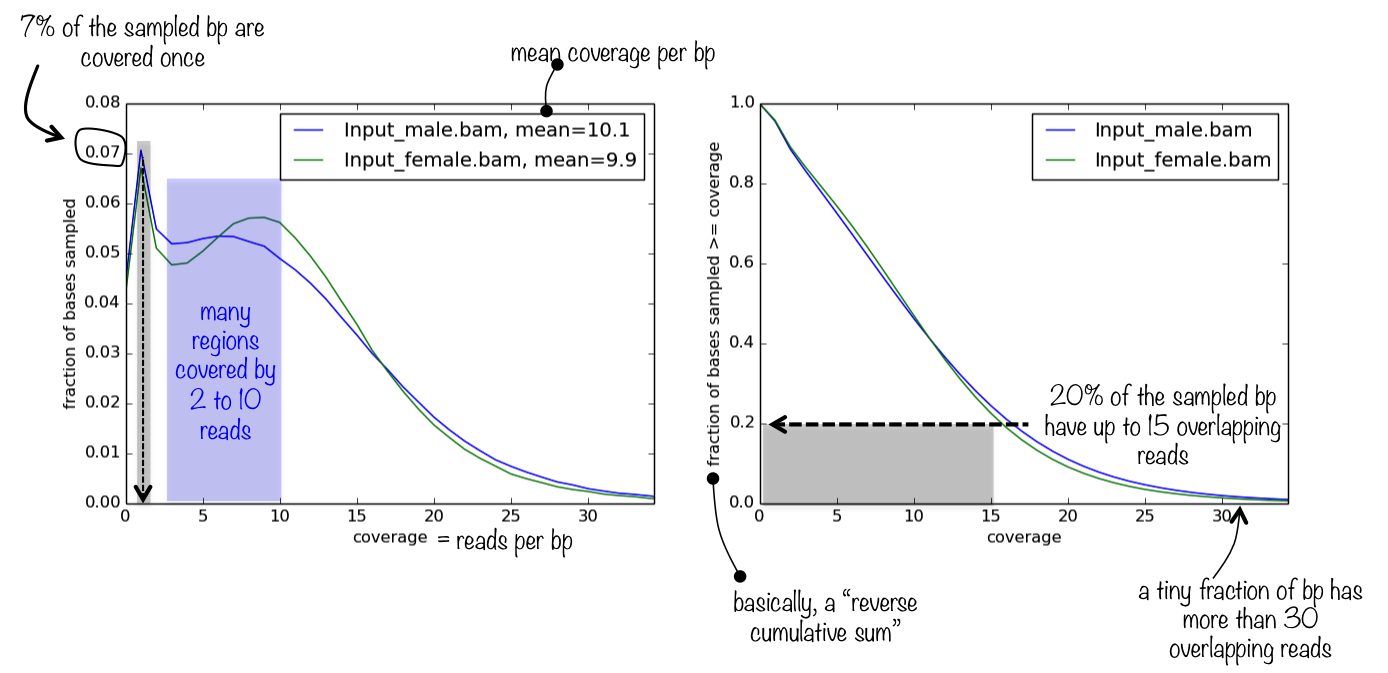 7% of the sampled bp are
covered once
mean coverage per bp
0.08
0.07
0.06
0.05
0.04
0.03
0.02
0.01
0.00
fraction of bases sampled
Input_male.bam, mean=10.1
Input_female.bam, mean=9.9
many
regions
covered by
2 to 10
reads
0
5
10
15
20
25
30
coverage = reads per bp
1.0
0.8
0.6
0.4
0.2
0.0
fraction of bases sampled >= coverage
Input_male.bam
Input_female.bam
20% of the sampled bp
have up to 15 overlapping
reads
0
5
10
15
20
25
30
coverage
basically, a “reverse
cumulative sum”
a tiny fraction of bp has
more than 30
overlapping reads